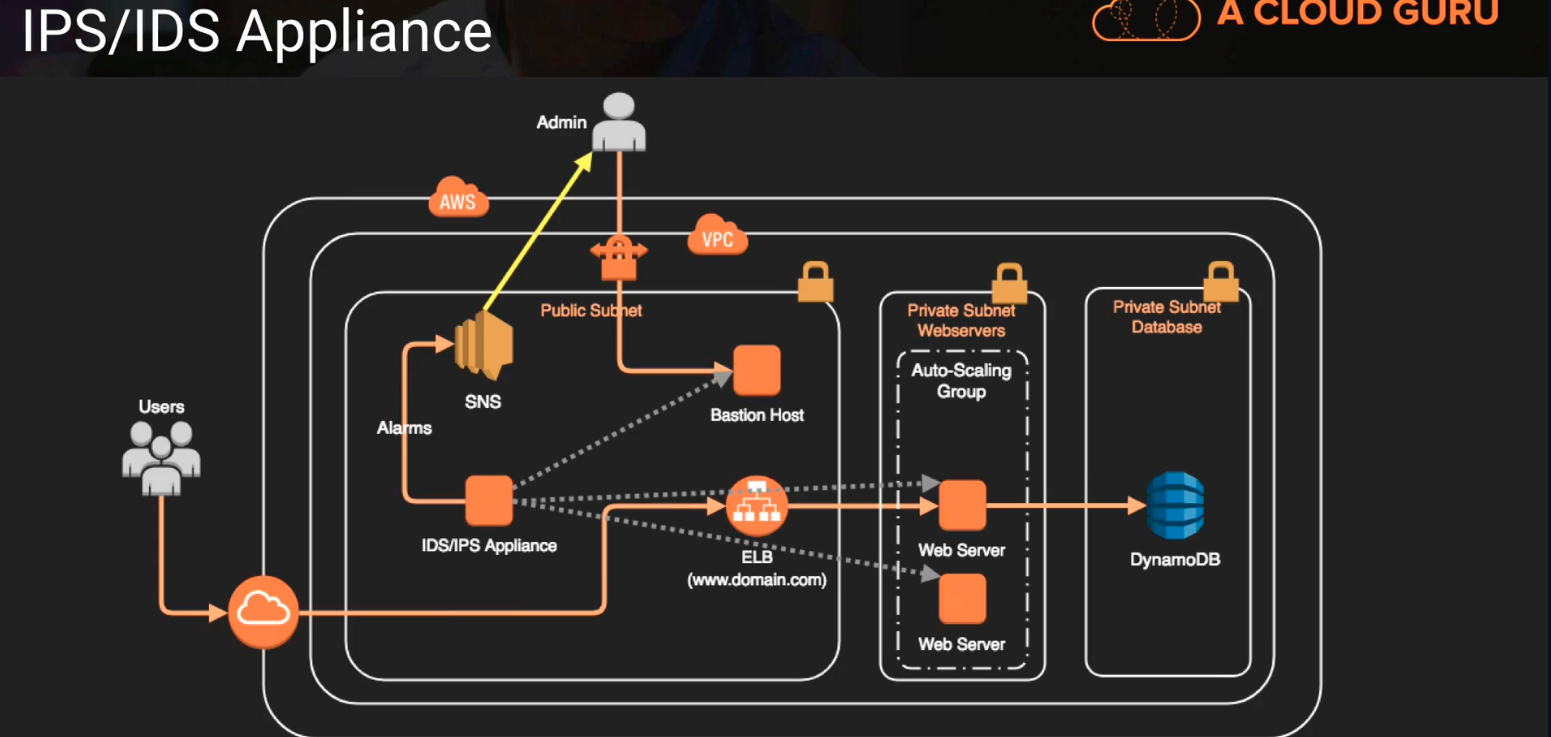 IPS/IDS Appliance
A CLOUD GURU
Admin
AWS
VPC
Public Subnet
Private Subnet
Webservers
Private Subnet
Database
Auto-Scaling
Group
SNS
Bastion Host
Users
Alarms
IDS/IPS Appliance
ELB
(www.domain.com)
Web Server
DynamoDB
Web Server